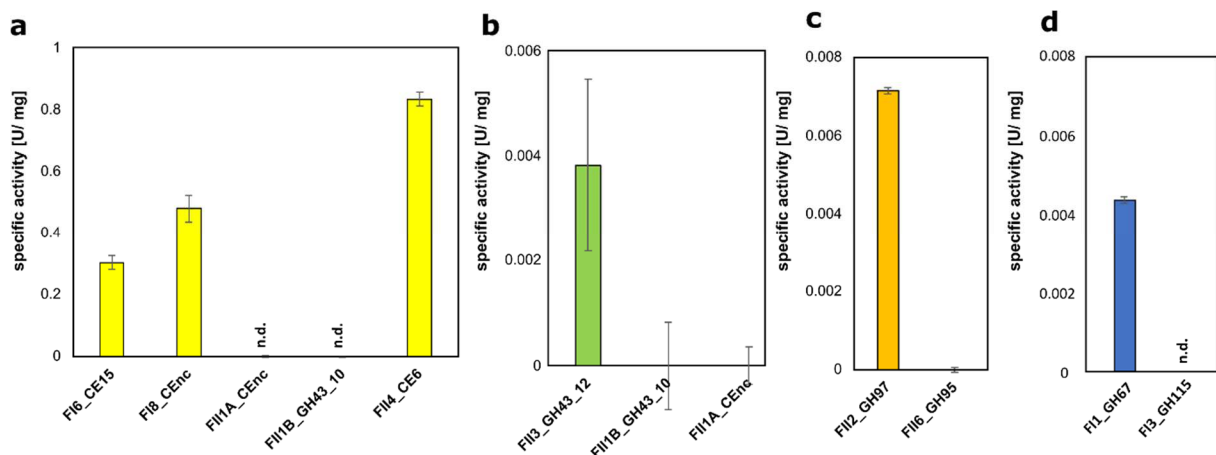 a
specific activity [U/ mg]
1
0.8
0.6
0.4
0.2
0
n.d.
n.d.
FI6_CE15
FI8_CEnc
FII1A_CEnc
FII1B_GH43_10
FII4_CE6
b
specific activity [U/ mg]
0.006
0.004
0.002
0
FII3_GH43_12
FII1B_GH43_10
FII1A_CEnc
c
specific activity [U/ mg]
0.008
0.006
0.004
0.002
0
FII2_GH97
FII6_GH95
d
specific activity [U/ mg]
0.008
0.006
0.004
0.002
0
n.d.
FI1_GH67
FI3_GH115